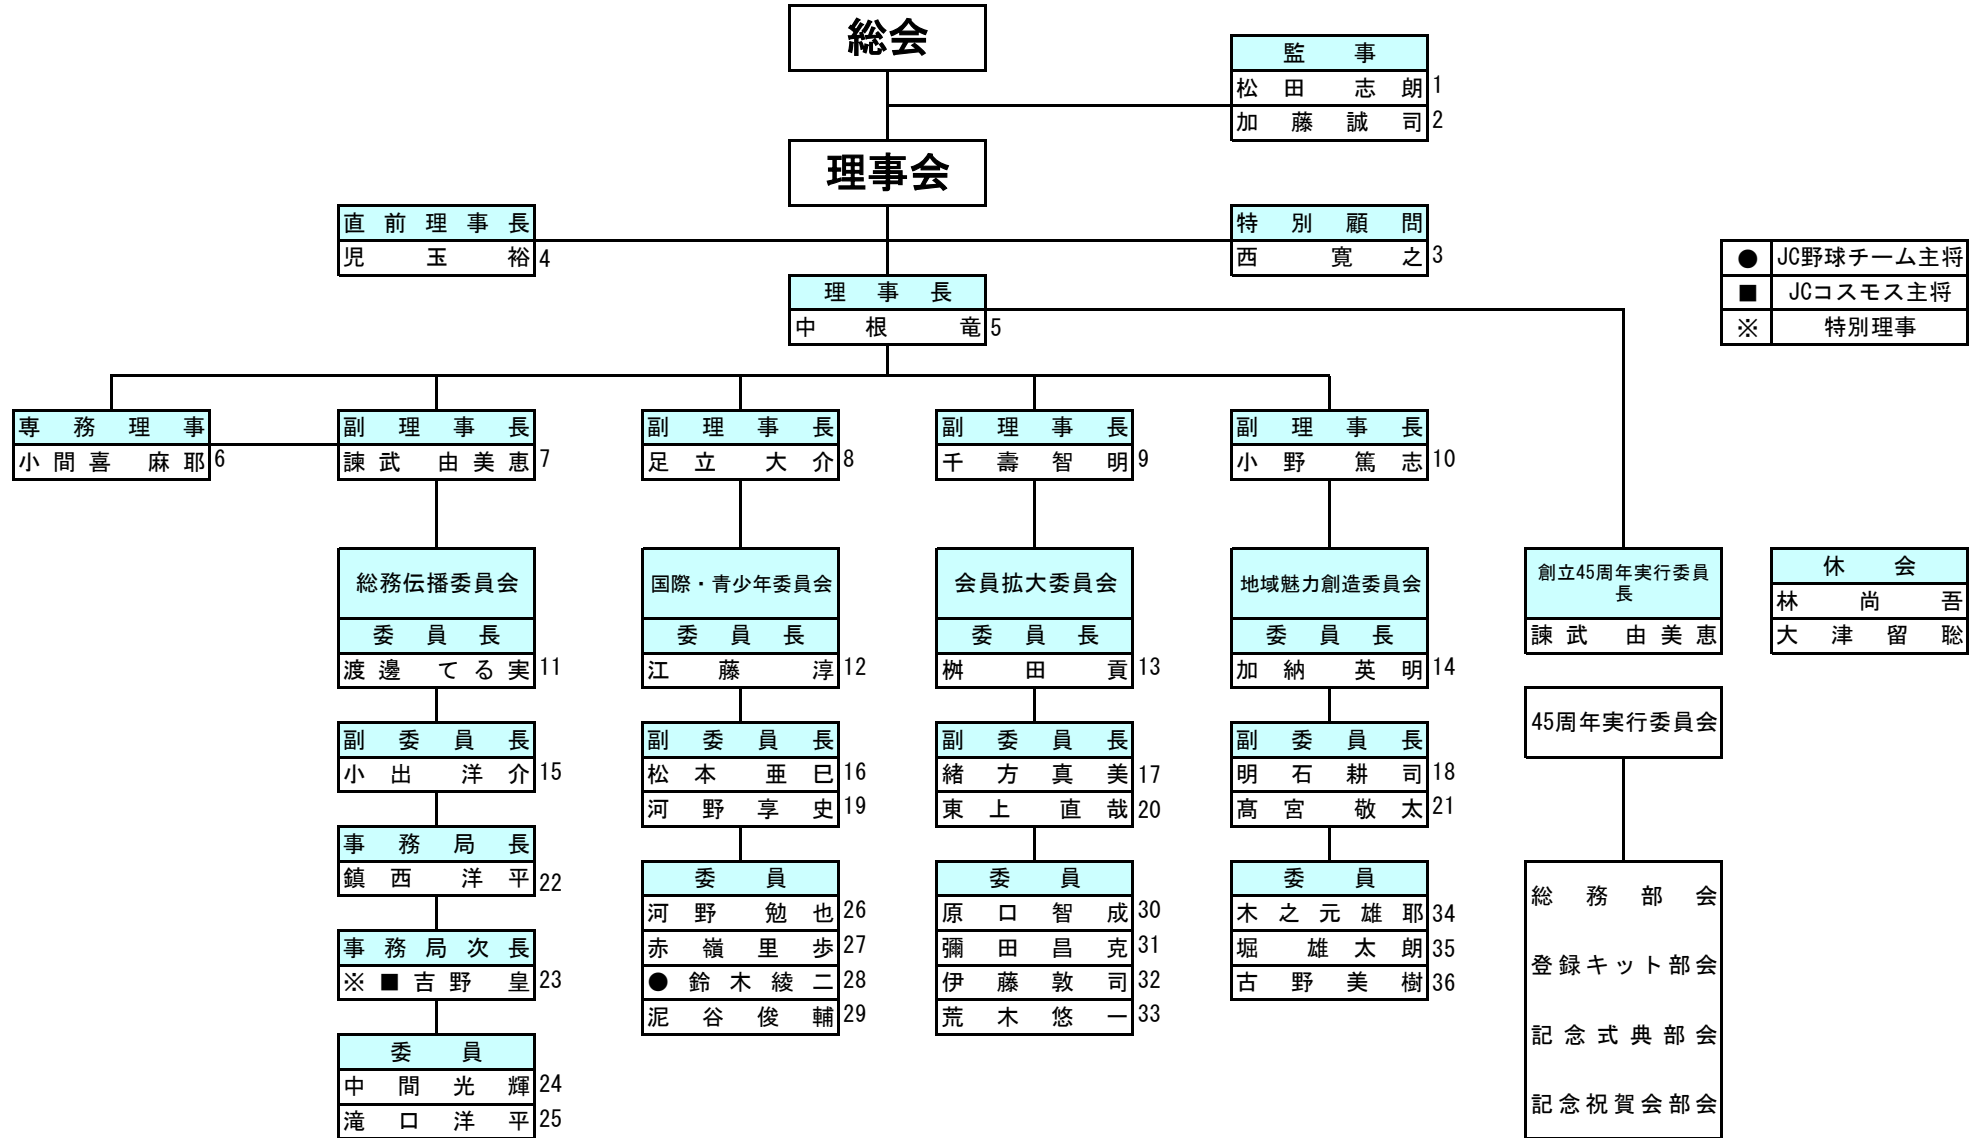 総会
監事
松田 志朗 1
加藤誠司 2
理事会
直前理事長
児玉裕 4
特別顧問
西 寛之 3
● JC野球チーム主将
■ JCコスモス主将
※ 特別理事
理事長
中根 竜 5
専務理事
小間喜 麻耶 6
副理事長
諫武 由美恵 7
副理事長
足立 大介 8
副理事長
千壽智明 9
副理事長
小野 篤志 10
総務伝播委員会
委員長
渡邊 てる実 11
国際・青少年委員会
委員長
江藤 淳 12
会員拡大委員会
委員長
桝田 貢 13
地域魅力創造委員会
委員長
加納 英明 14
創立45周年実行委員
長
諫武 由美恵
休会
林 尚吾
大津留聡
45周年実行委員会
副委員長
小出 洋介 15
副委員長
松本 亜巳 16
河野享史 19
副委員長
緒方真美 17
東上 直哉 20
副委員長
明石耕司 18
髙宮 敬太 21
事務局長
鎮西 洋平 22
事務局次長
※■吉野 皇 23
委員
中間光輝 24
滝口洋平 25
委員
河野 勉也 26
赤嶺里歩 27
●鈴木綾二 28
泥谷俊輔 29
委員
原口智成 30
彌田昌克 31
伊藤敦司 32
荒木悠一 33
委員
木之元雄耶 34
堀 雄太朗 35
古野美樹 36
総務部会
登録キット部会
記念式典部会
記念祝賀会部会